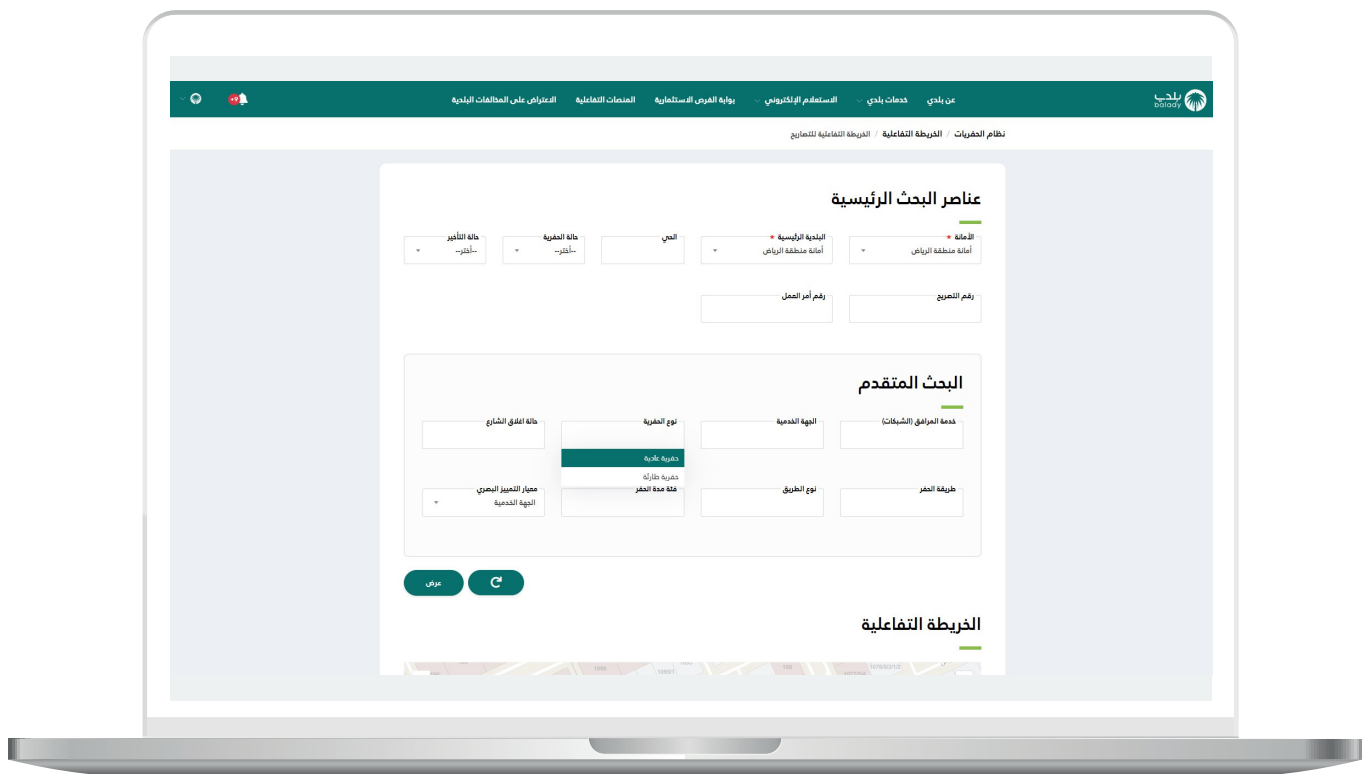 بلدي
balady
عن بلدي
خدمات بلدي
الاستعلام الإلكتروني
بوابة الفرص الاستثمارية
المنصات التفاعلية
الاعتراض على المخالفات البلدية
نظام الحفريات / الخريطة التفاعلية / الخريطة التفاعلية للتصاريح
عناصر البحث الرئيسية
الأمانة *
أمانة منطقة الرياض
البلدية الرئيسية *
أمانة منطقة الرياض
الحي
حالة الحفرية
--أختر--
حالة التأخير
--أختر--
رقم التصريح
رقم أمر العمل
البحث المتقدم
خدمة المرافق (الشبكات)
الجهة الخدمية
نوع الحفرية
حالة اغلاق الشارع
حفرية عادية
حفرية طارئة
طريقة الحفر
نوع الطريق
فئة مدة الحفر
معيار التمييز البصري
الجهة الخدمية
عرض
الخريطة التفاعلية